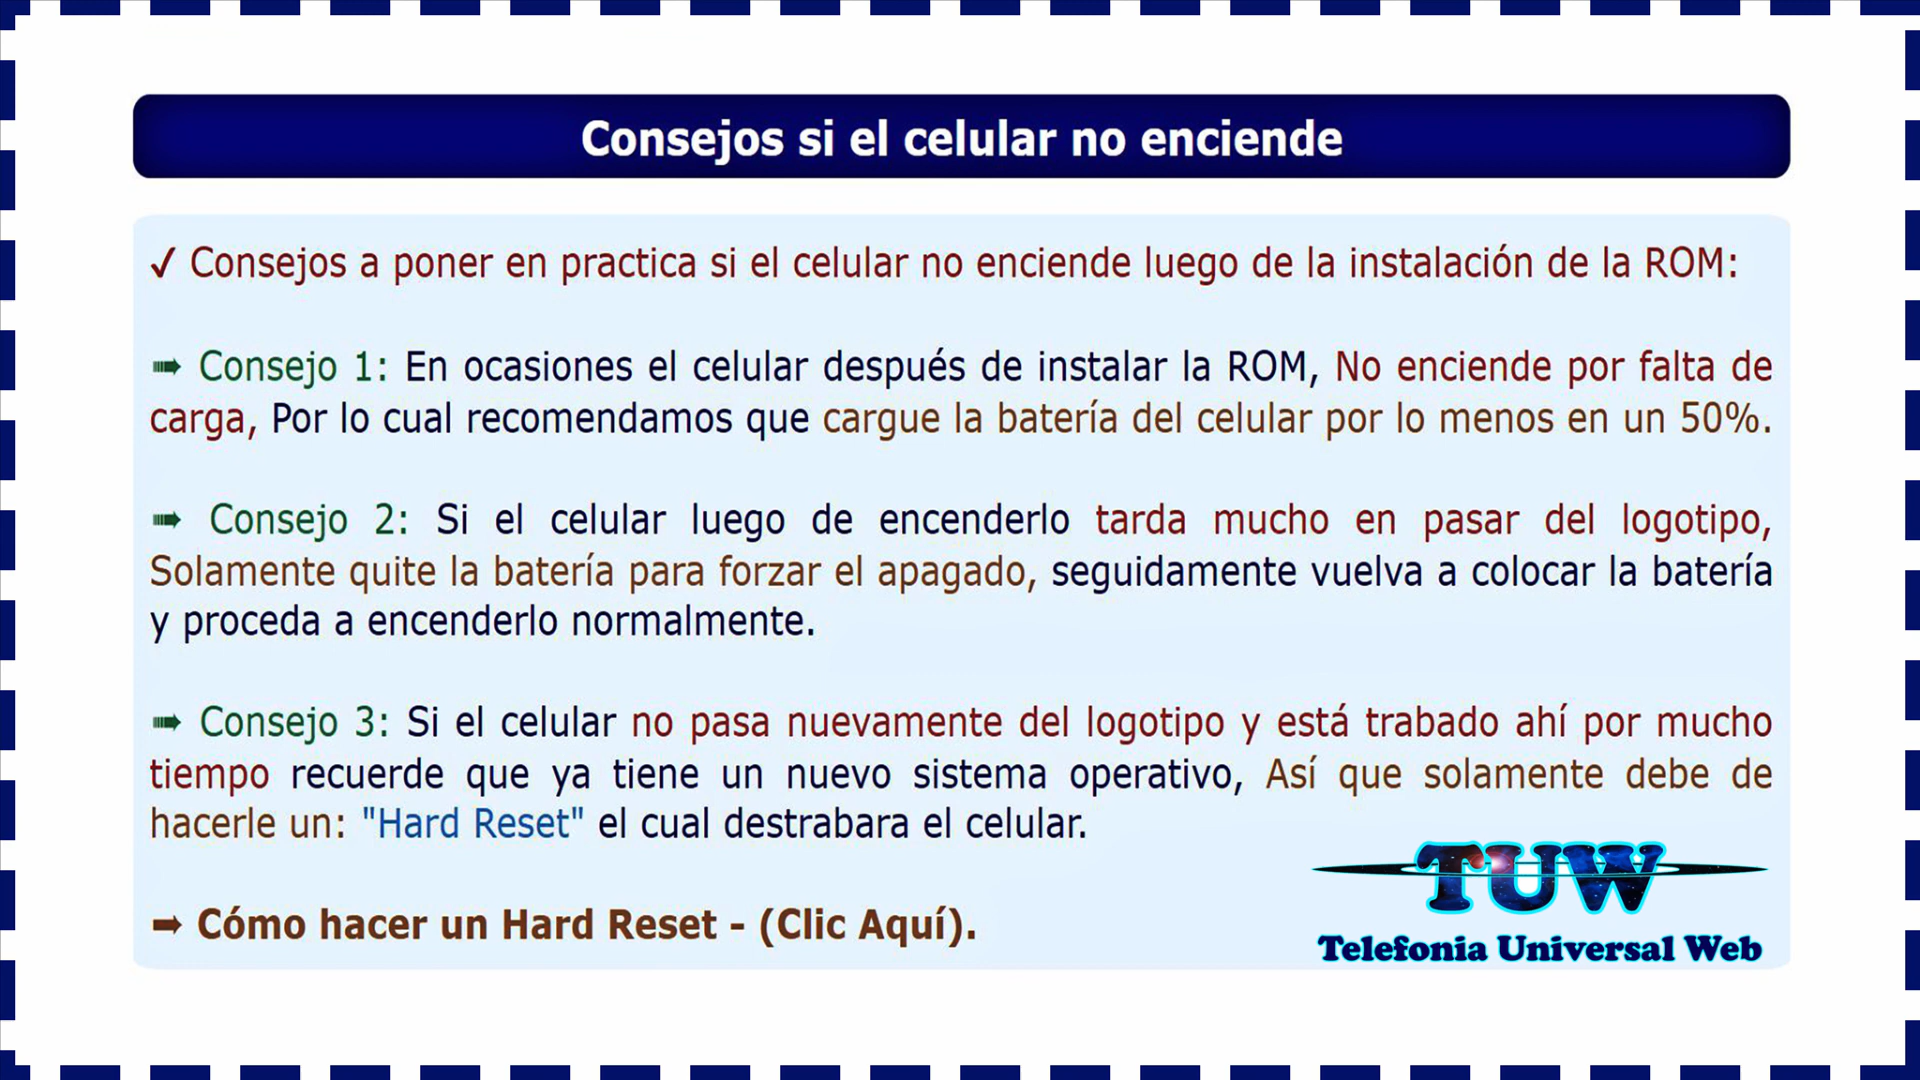 Consejos si el celular no enciende
✓ Consejos a poner en practica si el celular no enciende luego de la instalación de la ROM:
➠ Consejo 1: En ocasiones el celular después de instalar la ROM, No enciende por falta de
carga, Por lo cual recomendamos que cargue la batería del celular por lo menos en un 50%.
➠ Consejo 2: Si el celular luego de encenderlo tarda mucho en pasar del logotipo,
Solamente quite la batería para forzar el apagado, seguidamente vuelva a colocar la batería
y proceda a encenderlo normalmente.
➠ Consejo 3: Si el celular no pasa nuevamente del logotipo y está trabado ahí por mucho
tiempo recuerde que ya tiene un nuevo sistema operativo, Así que solamente debe de
hacerle un: "Hard Reset" el cual destrabara el celular.
➡ Cómo hacer un Hard Reset - (Clic Aquí).
TUW
Telefonia Universal Web